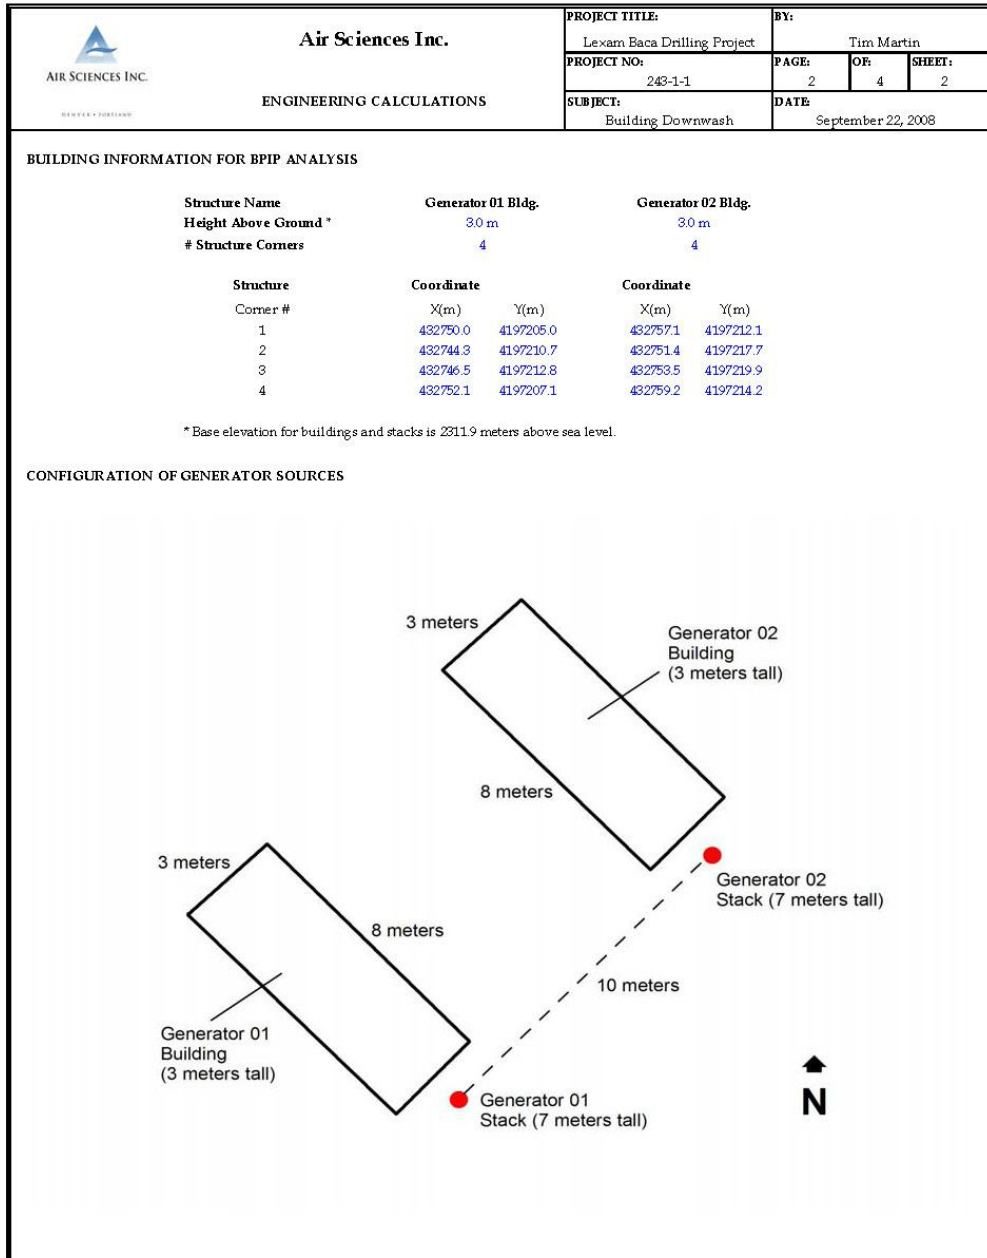 Air Sciences Inc.
AIR SCIENCES INC.
DENVER • PORTLAND
ENGINEERING CALCULATIONS
PROJECT TITLE:
Lexam Baca Drilling Project
BY:
Tim Martin
PROJECT NO:
243-1-1
PAGE: OF: SHEET:
2 4 2
SUBJECT:
Building Downwash
DATE:
September 22, 2008
BUILDING INFORMATION FOR BPIP ANALYSIS
Structure Name Generator 01 Bldg. Generator 02 Bldg.
Height Above Ground * 3.0 m 3.0 m
# Structure Corners 4 4
Structure Coordinate Coordinate
Corner # X(m) Y(m) X(m) Y(m)
1 432750.0 4197205.0 432757.1 4197212.1
2 432744.3 4197210.7 432751.4 4197217.7
3 432746.5 4197212.8 432753.5 4197219.9
4 432752.1 4197207.1 432759.2 4197214.2
* Base elevation for buildings and stacks is 2311.9 meters above sea level.
CONFIGURATION OF GENERATOR SOURCES
3 meters
Generator 02
Building
(3 meters tall)
8 meters
3 meters
Generator 02
Stack (7 meters tall)
8 meters
10 meters
Generator 01
Building
(3 meters tall)
Generator 01
Stack (7 meters tall)
N